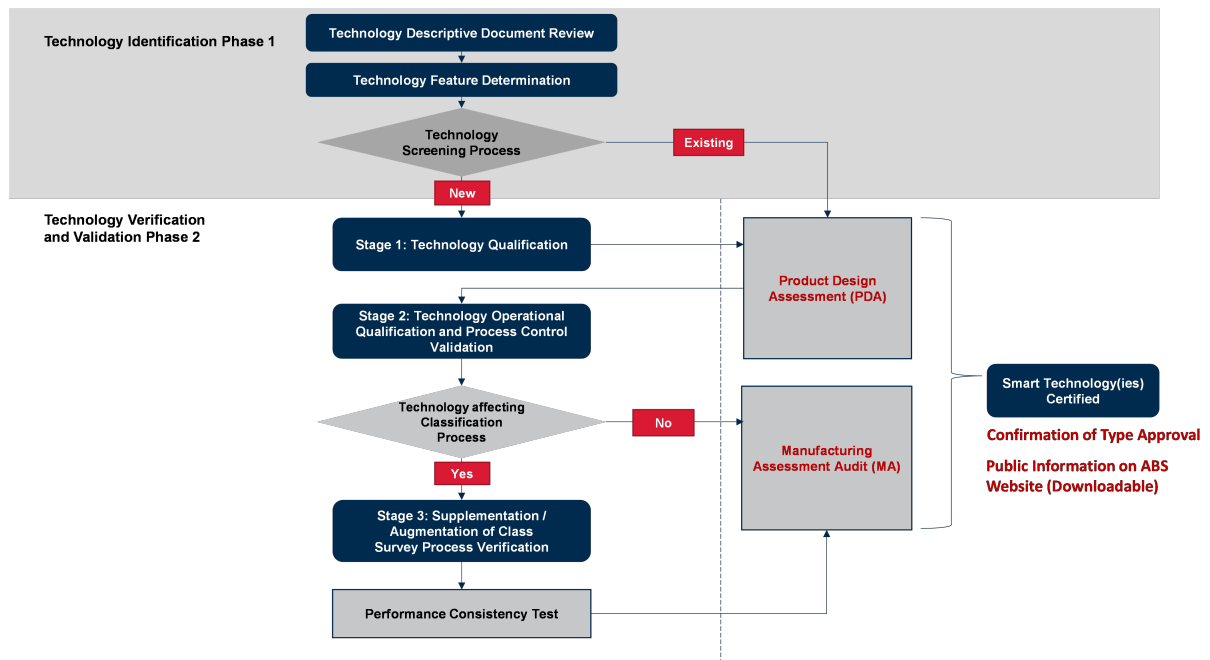 Technology Identification Phase 1
Technology Descriptive Document Review
Technology Feature Determination
Technology
Screening Process
Existing
New
Technology Verification
and Validation Phase 2
Stage 1: Technology Qualification
Product Design
Assessment (PDA)
Stage 2: Technology Operational
Qualification and Process Control
Validation
Technology affecting
Classification
Process
No
Yes
Manufacturing
Assessment Audit (MA)
Stage 3: Supplementation /
Augmentation of Class
Survey Process Verification
Performance Consistency Test
Smart Technology(ies)
Certified
Confirmation of Type Approval
Public Information on ABS
Website (Downloadable)